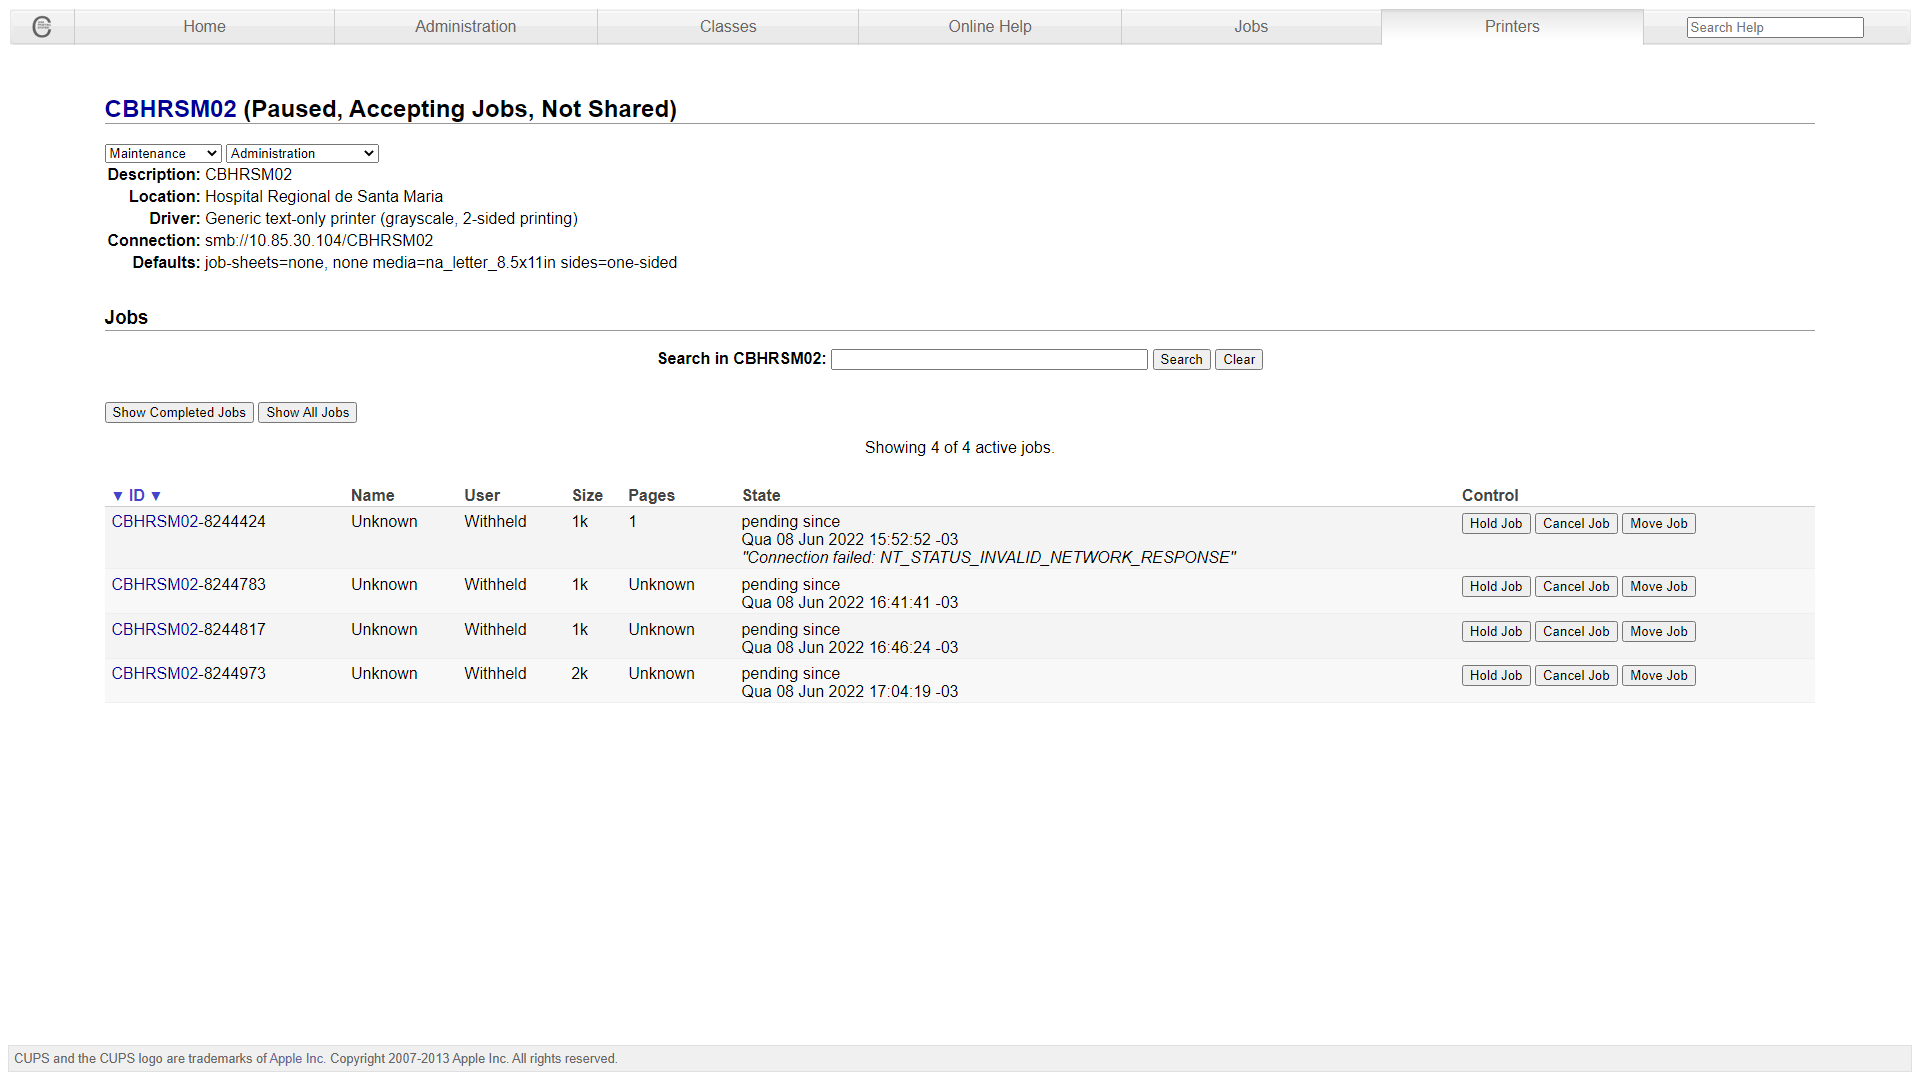 Home Administration Classes Online Help Jobs Printers Search Help
CBHRSM02 (Paused, Accepting Jobs, Not Shared)
Maintenance Administration
Description: CBHRSM02
Location: Hospital Regional de Santa Maria
Driver: Generic text-only printer (grayscale, 2-sided printing)
Connection: smb://10.85.30.104/CBHRSM02
Defaults: job-sheets=none, none media=na_letter_8.5x11in sides=one-sided
Jobs
Search in CBHRSM02: Search Clear
Show Completed Jobs Show All Jobs
Showing 4 of 4 active jobs.
▼ ID ▼ Name User Size Pages State Control
CBHRSM02-8244424 Unknown Withheld 1k 1 pending since Hold Job Cancel Job Move Job
Qua 08 Jun 2022 15:52:52 -03
"Connection failed: NT_STATUS_INVALID_NETWORK_RESPONSE"
CBHRSM02-8244783 Unknown Withheld 1k Unknown pending since Hold Job Cancel Job Move Job
Qua 08 Jun 2022 16:41:41 -03
CBHRSM02-8244817 Unknown Withheld 1k Unknown pending since Hold Job Cancel Job Move Job
Qua 08 Jun 2022 16:46:24 -03
CBHRSM02-8244973 Unknown Withheld 2k Unknown pending since Hold Job Cancel Job Move Job
Qua 08 Jun 2022 17:04:19 -03
CUPS and the CUPS logo are trademarks of Apple Inc. Copyright 2007-2013 Apple Inc. All rights reserved.